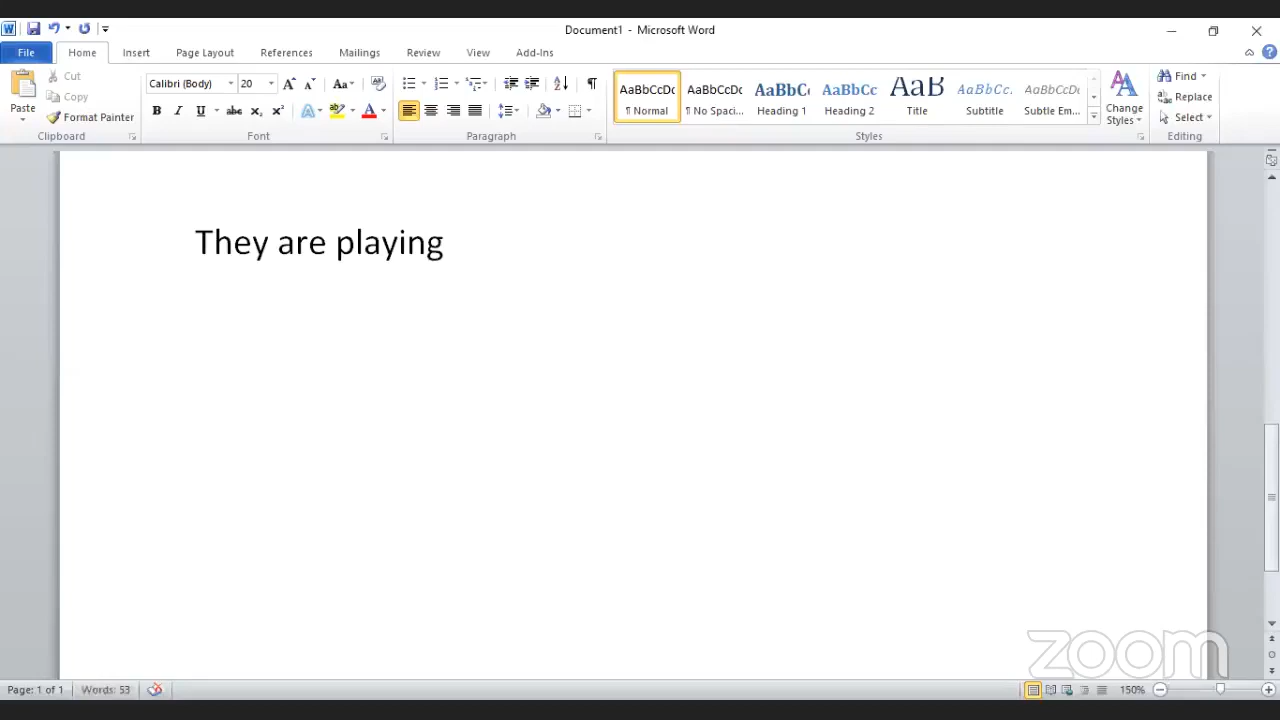 Document1 - Microsoft Word
File Home Insert Page Layout References Mailings Review View Add-Ins
Paste
Cut
Copy
Format Painter
Clipboard
Calibri (Body) 20
Font
Paragraph
AaBbCcDc AaBbCcDc AaBbC AaBbCc AaB AaBbCc. AaBbCcDc
¶ Normal ¶ No Spaci... Heading 1 Heading 2 Title Subtitle Subtle Em...
Styles
Change Styles
Find
Replace
Select
Editing
They are playing
zoom
Page: 1 of 1 Words: 53 150%